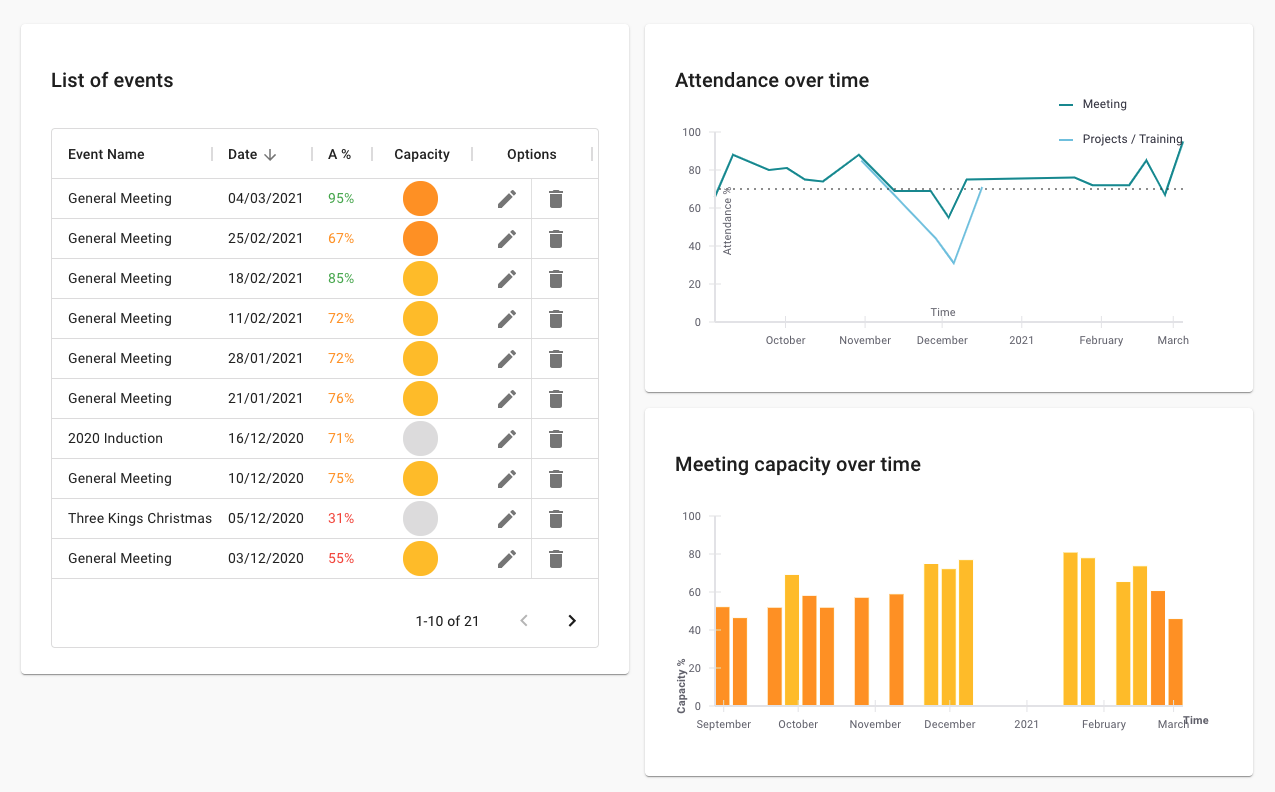 List of events
Event Name Date A % Capacity Options
General Meeting 04/03/2021 95%
General Meeting 25/02/2021 67%
General Meeting 18/02/2021 85%
General Meeting 11/02/2021 72%
General Meeting 28/01/2021 72%
General Meeting 21/01/2021 76%
2020 Induction 16/12/2020 71%
General Meeting 10/12/2020 75%
Three Kings Christmas 05/12/2020 31%
General Meeting 03/12/2020 55%
1-10 of 21
Attendance over time
Meeting
Projects / Training
100
80
60
40
20
0
Attendance %
Time
October November December 2021 February March
Meeting capacity over time
100
80
60
40
20
0
Capacity %
September October November December 2021 February March
Time